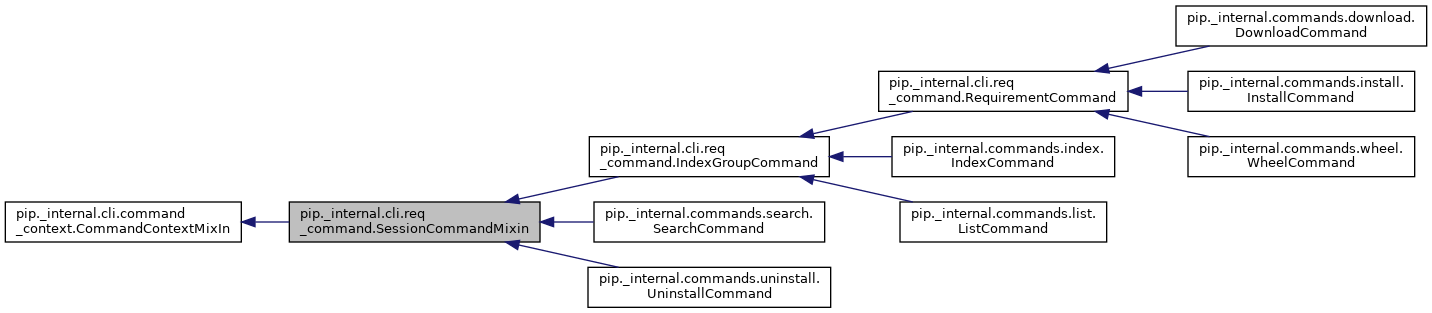 pip._internal.commands.download.
DownloadCommand
pip._internal.cli.req
_command.RequirementCommand
pip._internal.commands.install.
InstallCommand
pip._internal.cli.req
_command.IndexGroupCommand
pip._internal.commands.index.
IndexCommand
pip._internal.commands.wheel.
WheelCommand
pip._internal.cli.command
_context.CommandContextMixIn
pip._internal.cli.req
_command.SessionCommandMixin
pip._internal.commands.search.
SearchCommand
pip._internal.commands.list.
ListCommand
pip._internal.commands.uninstall.
UninstallCommand